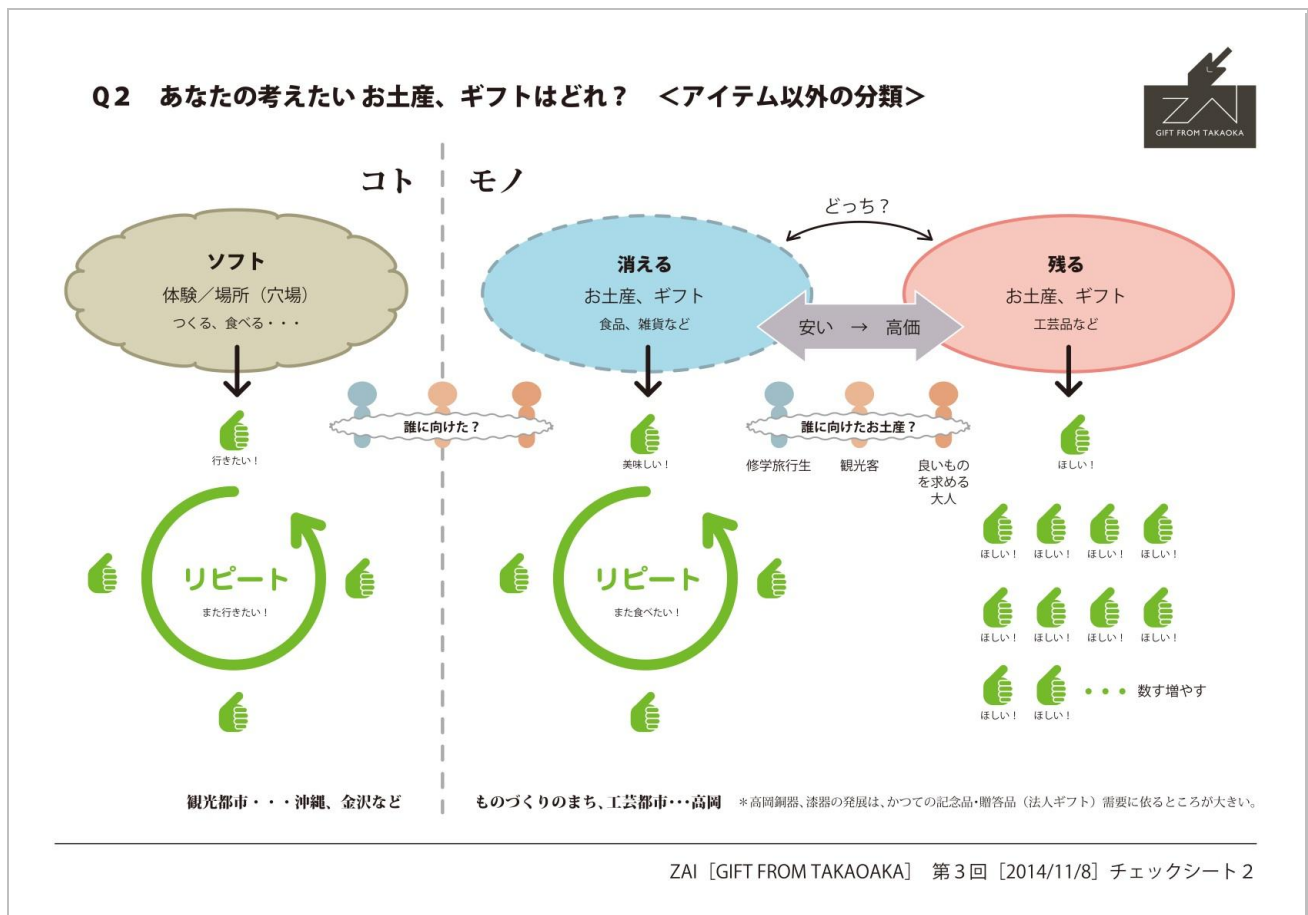 Q2 あなたの考えたい お土産、ギフトはどれ？ ＜アイテム以外の分類＞
ZAI
GIFT FROM TAKAOKA
コト
モノ
ソフト
体験／場所（穴場）
つくる、食べる・・・
消える
お土産、ギフト
食品、雑貨など
どっち？
安い → 高価
残る
お土産、ギフト
工芸品など
誰に向けた？
誰に向けたお土産？
修学旅行生
観光客
良いもの
を求める
大人
行きたい！
リピート
また行きたい！
美味しい！
リピート
また食べたい！
ほしい！
ほしい！ ほしい！ ほしい！ ほしい！
ほしい！ ほしい！ ほしい！ ほしい！
ほしい！ ほしい！ ・・・ 数す増やす
観光都市・・・沖縄、金沢など
ものづくりのまち、工芸都市・・・高岡 ＊高岡銅器、漆器の発展は、かつての記念品・贈答品（法人ギフト）需要に依るところが大きい。
ZAI［GIFT FROM TAKAOAKA］ 第３回［2014/11/8］チェックシート２